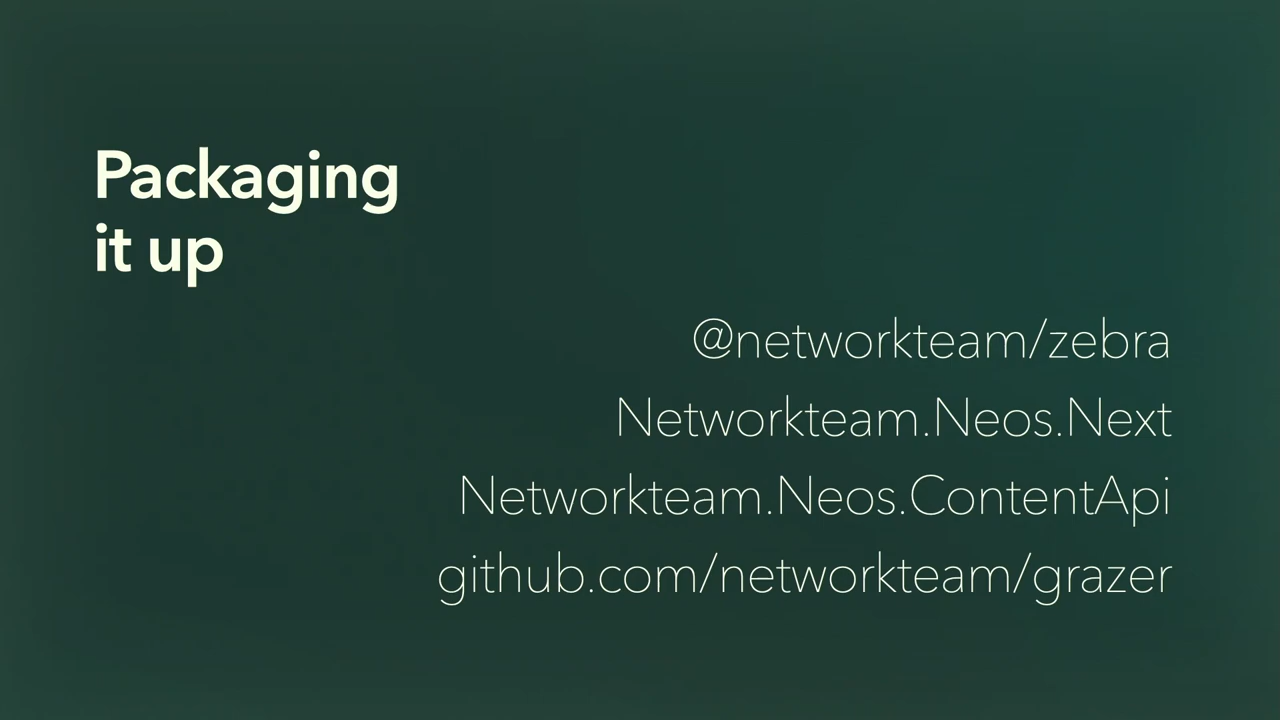 Packaging
it up
@networkteam/zebra
Networkteam.Neos.Next
Networkteam.Neos.ContentApi
github.com/networkteam/grazer